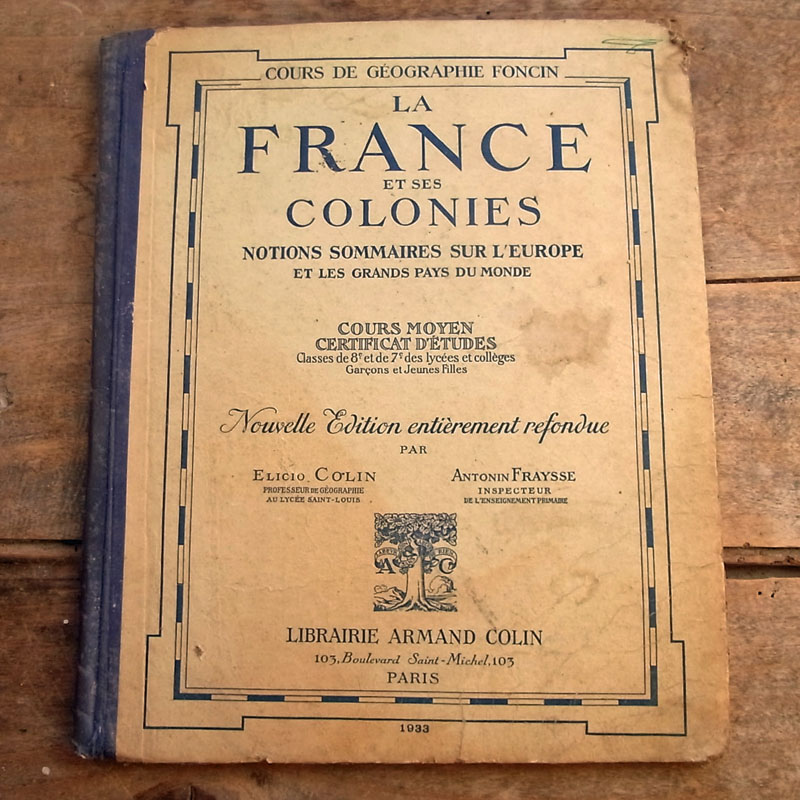 COURS DE GÉOGRAPHIE FONCIN
LA
FRANCE
ET SES
COLONIES
NOTIONS SOMMAIRES SUR L'EUROPE
ET LES GRANDS PAYS DU MONDE
COURS MOYEN
CERTIFICAT D'ÉTUDES
Classes de 8e et de 7e des lycées et collèges
Garçons et Jeunes Filles
Nouvelle Edition entièrement refondue
PAR
ELICIO COLIN ANTONIN FRAYSSE
PROFESSEUR DE GÉOGRAPHIE INSPECTEUR
AU LYCÉE SAINT-LOUIS DE L'ENSEIGNEMENT PRIMAIRE
A & C
LIBRAIRIE ARMAND COLIN
103, Boulevard Saint-Michel, 103
PARIS
1933